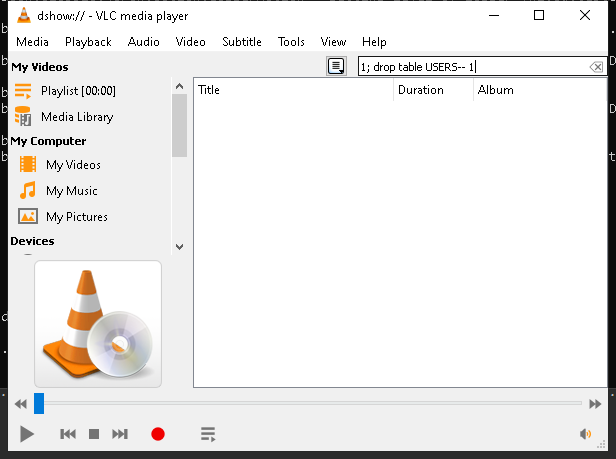 dshow:// - VLC media player
Media Playback Audio Video Subtitle Tools View Help
My Videos
1; drop table USERS-- 1
Playlist [00:00]
Media Library
My Computer
My Videos
My Music
My Pictures
Devices
Title Duration Album